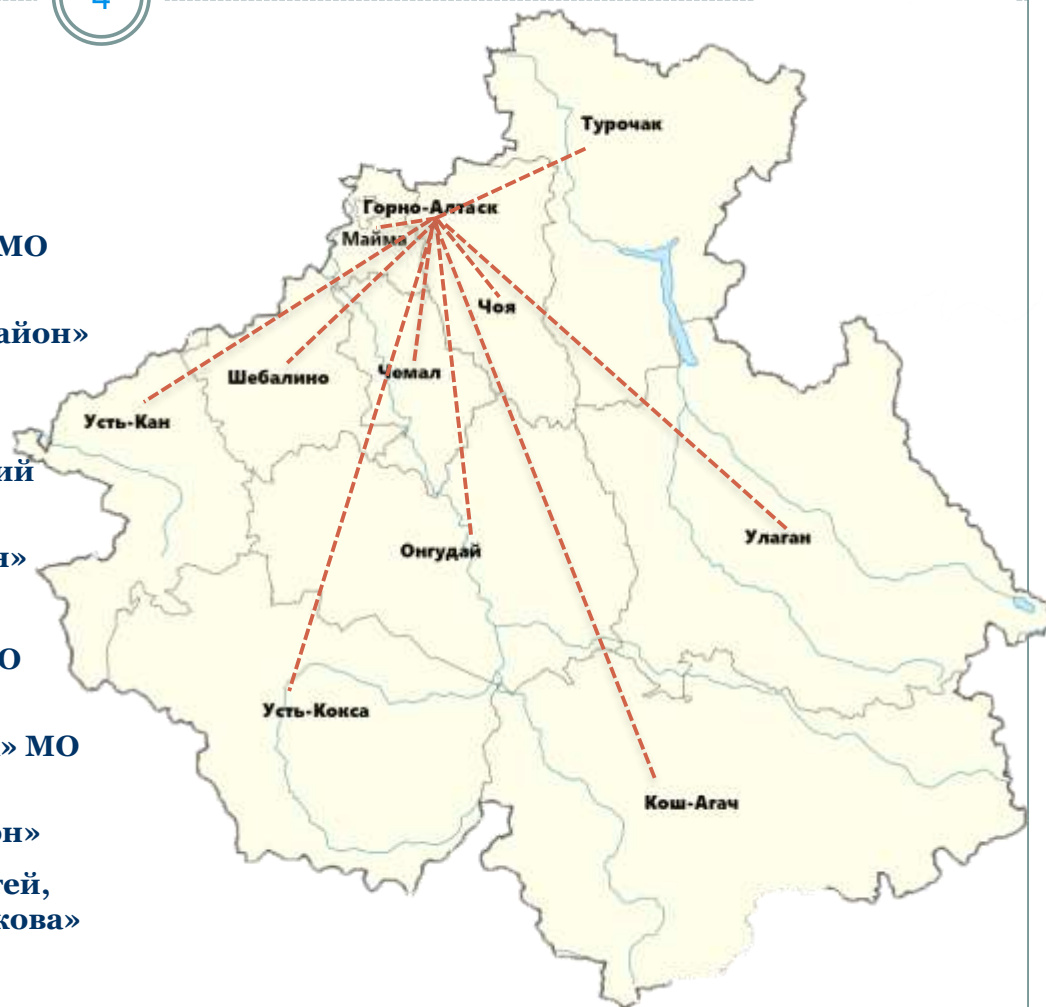 4
МО
айон»
ий
н»
О
» МО
он»
тей,
кова»
Турочак
Горно-Алтаск
Майма
Чоя
Шебалино
Чемал
Усть-Кан
Онгудай
Улаган
Усть-Кокса
Кош-Агач